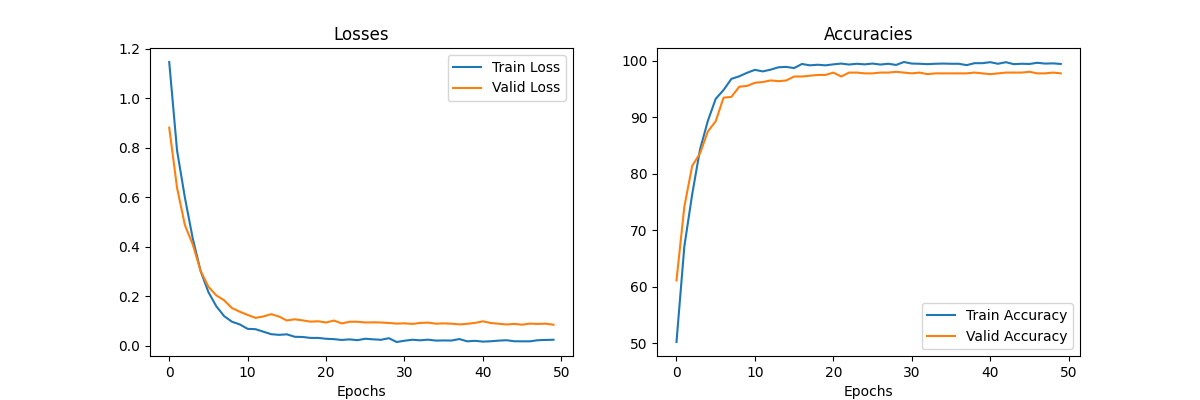 Losses
1.2
1.0
0.8
0.6
0.4
0.2
0.0
0 10 20 30 40 50
Epochs
Train Loss
Valid Loss
Accuracies
100
90
80
70
60
50
0 10 20 30 40 50
Epochs
Train Accuracy
Valid Accuracy